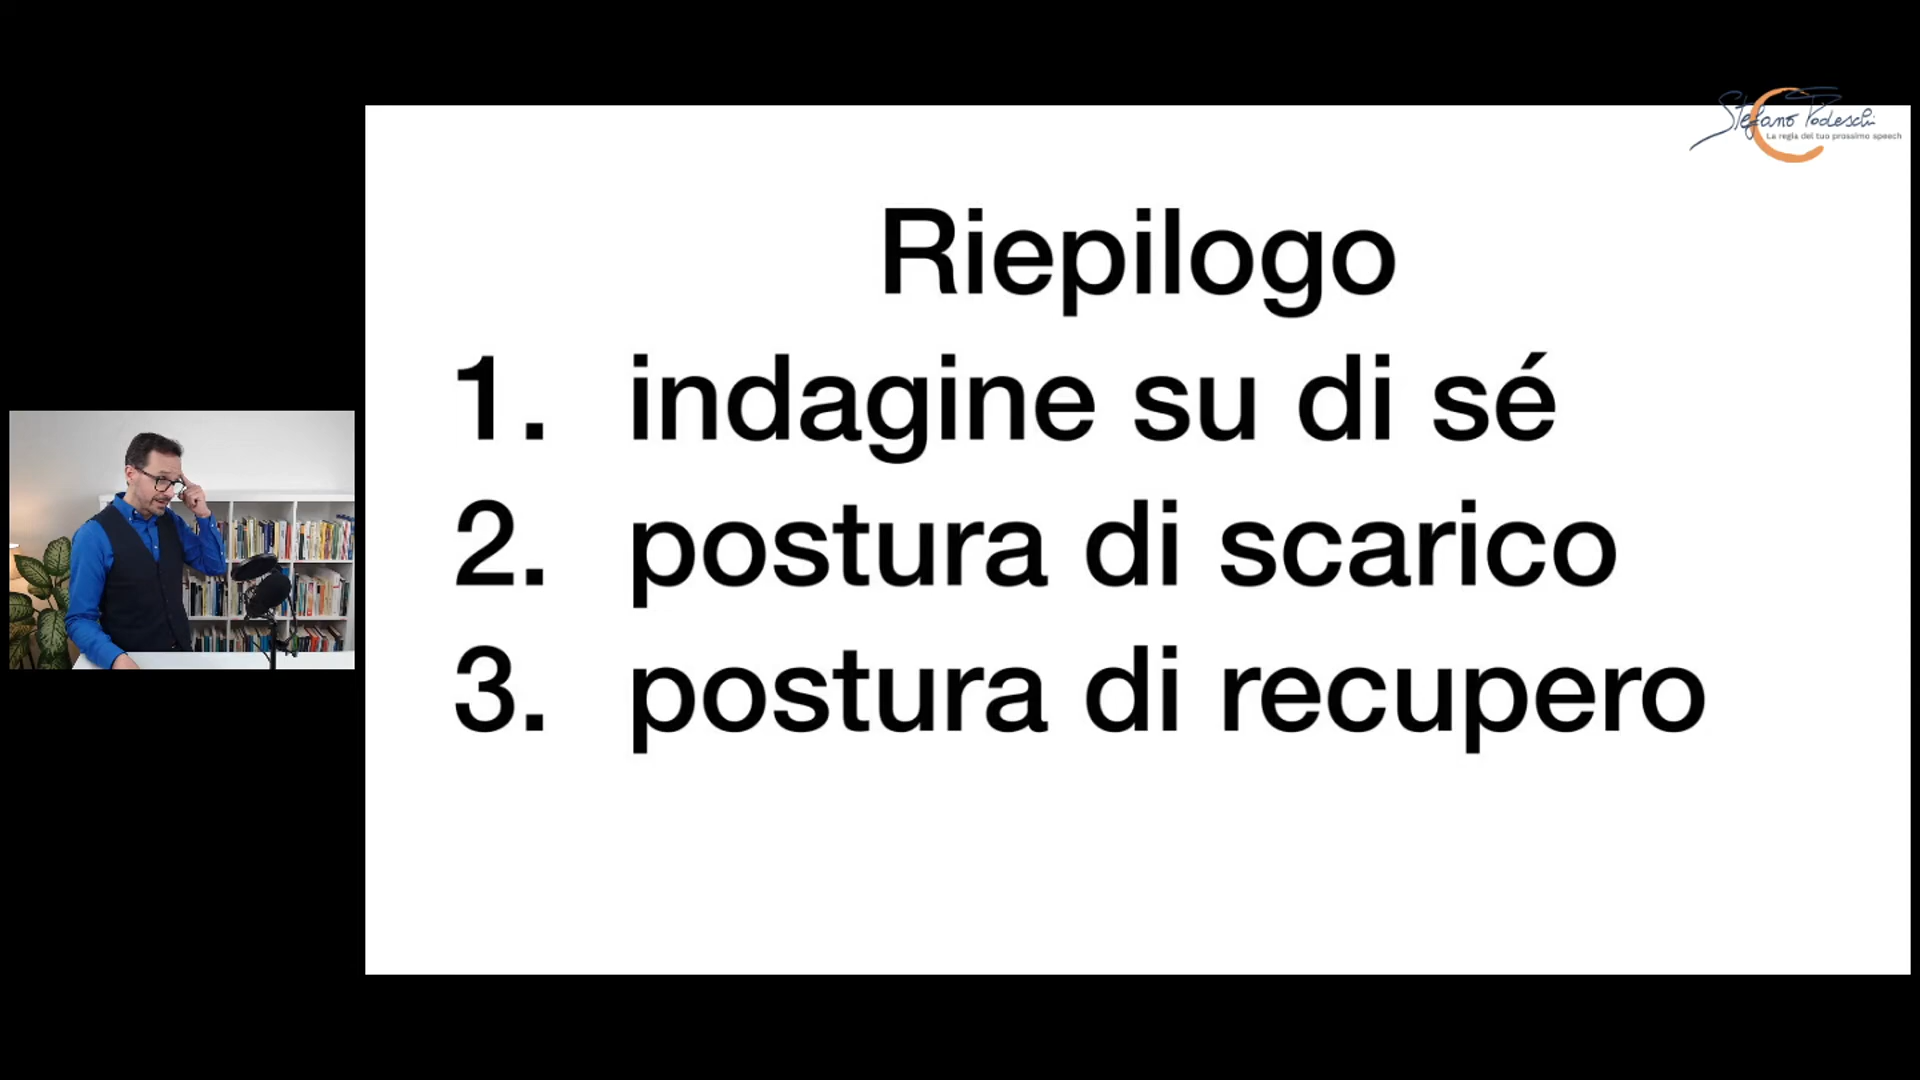 Stefano Podeschi
La regia del tuo prossimo speech
Riepilogo
1. indagine su di sé
2. postura di scarico
3. postura di recupero